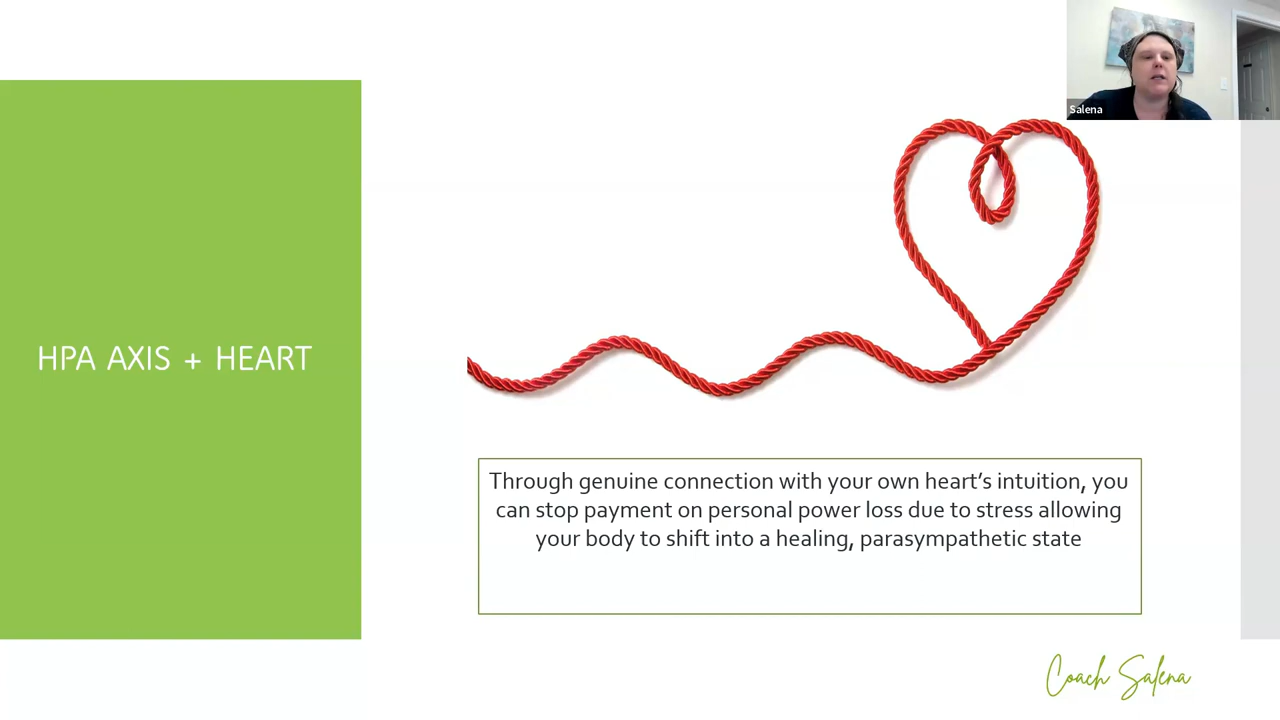 Salena
HPA AXIS + HEART
Through genuine connection with your own heart’s intuition, you
can stop payment on personal power loss due to stress allowing
your body to shift into a healing, parasympathetic state
Coach Salena